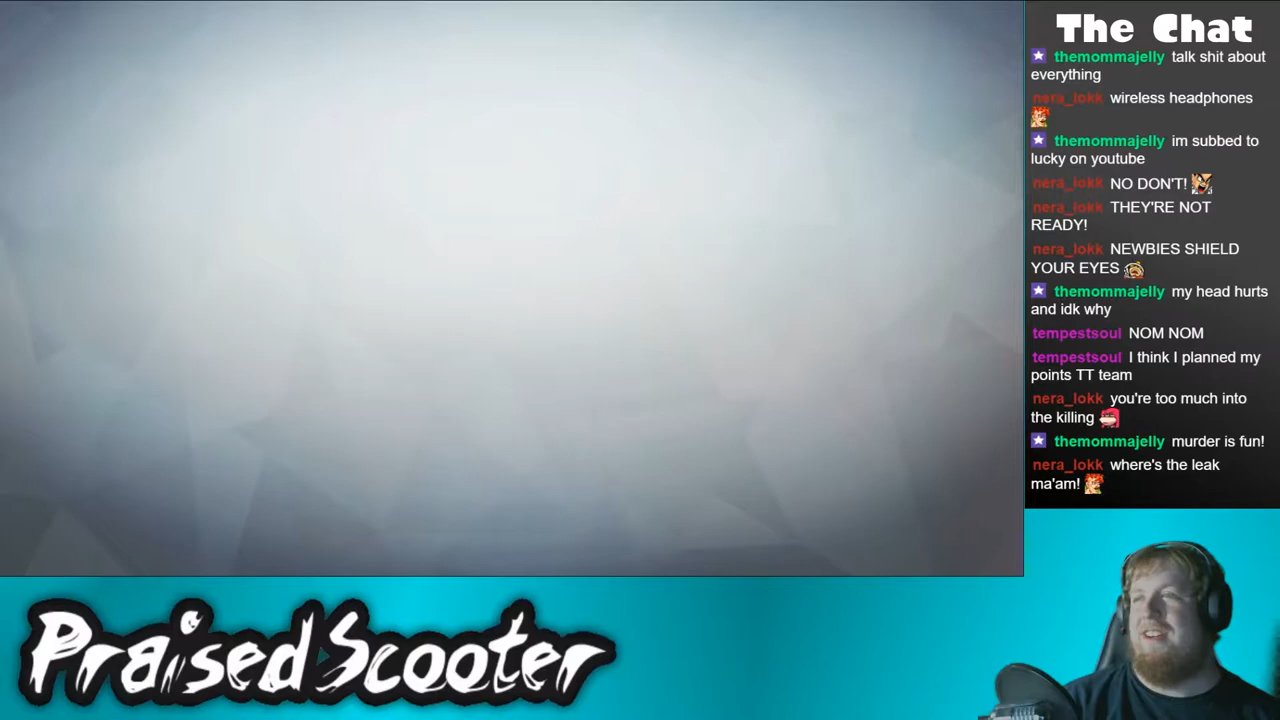 The Chat
themommajelly talk shit about
everything
nera_lokk wireless headphones
themommajelly im subbed to
lucky on youtube
nera_lokk NO DON'T!
nera_lokk THEY'RE NOT
READY!
nera_lokk NEWBIES SHIELD
YOUR EYES
themommajelly my head hurts
and idk why
tempestsoul NOM NOM
tempestsoul I think I planned my
points TT team
nera_lokk you're too much into
the killing
themommajelly murder is fun!
nera_lokk where's the leak
ma'am!
PraisedScooter